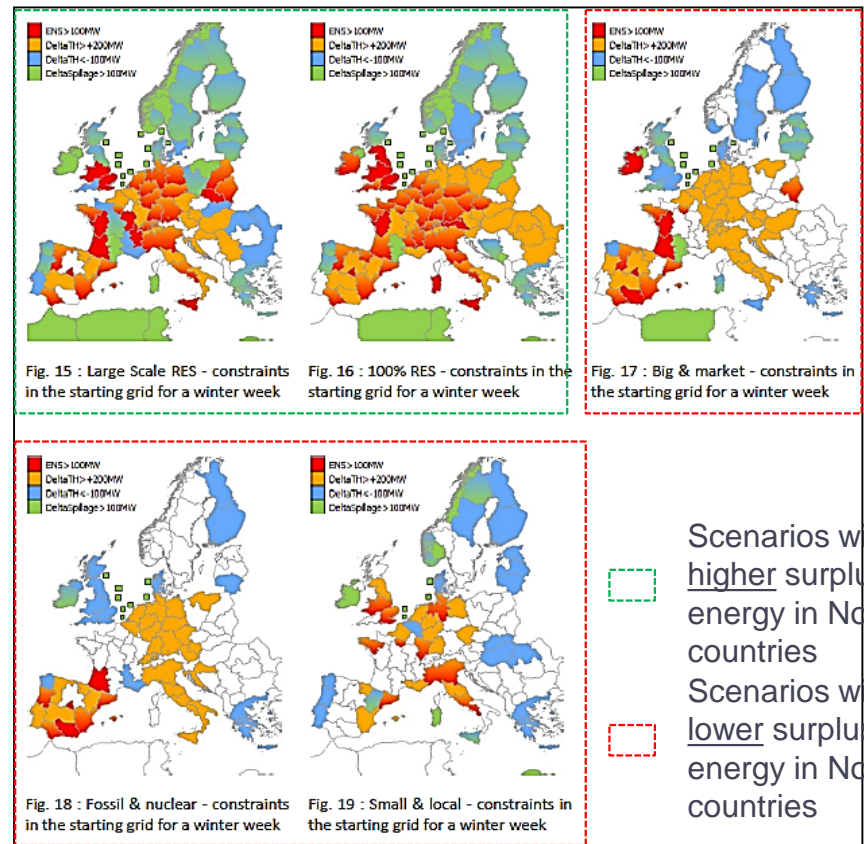 ENS>100MW
DeltaTH>+200MW
DeltaTH<-100MW
DeltaSpillage>100MW
ENS>100MW
DeltaTH>+200MW
DeltaTH<-100MW
DeltaSpillage>100MW
ENS>100MW
DeltaTH>+200MW
DeltaTH<-100MW
DeltaSpillage>100MW
Fig. 15 : Large Scale RES - constraints
in the starting grid for a winter week
Fig. 16 : 100% RES - constraints in the
starting grid for a winter week
Fig. 17 : Big & market - constraints in
the starting grid for a winter week
ENS>100MW
DeltaTH>+200MW
DeltaTH<-100MW
DeltaSpillage>100MW
ENS>100MW
DeltaTH>+200MW
DeltaTH<-100MW
DeltaSpillage>100MW
Fig. 18 : Fossil & nuclear - constraints
in the starting grid for a winter week
Fig. 19 : Small & local - constraints in
the starting grid for a winter week
Scenarios
higher
energy in
countries
Scenarios
lower
energy in
countries